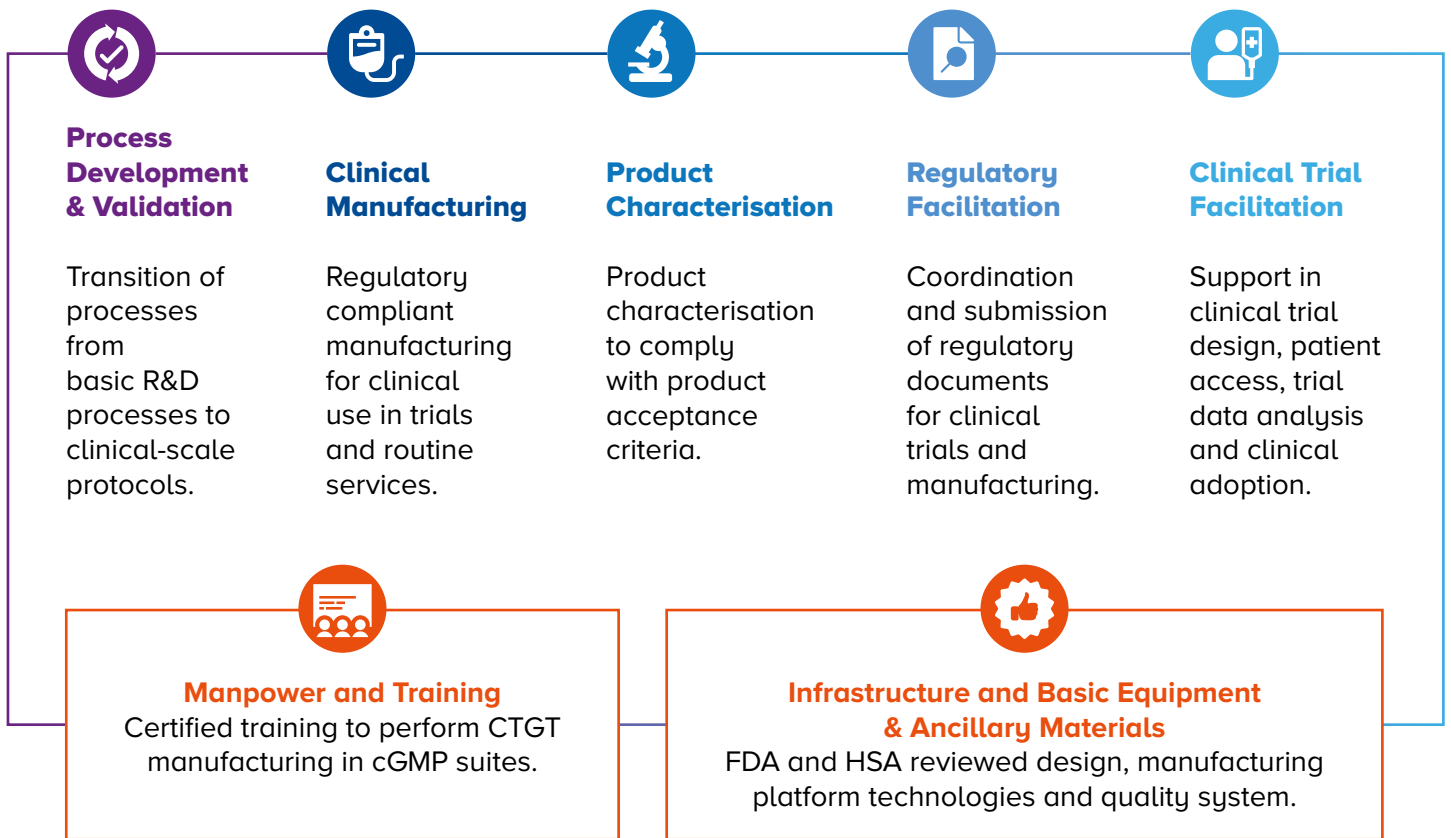 Process
Development
& Validation
Transition of
processes
from
basic R&D
processes to
clinical-scale
protocols.
Clinical
Manufacturing
Regulatory
compliant
manufacturing
for clinical
use in trials
and routine
services.
Product
Characterisation
Product
characterisation
to comply
with product
acceptance
criteria.
Regulatory
Facilitation
Coordination
and submission
of regulatory
documents
for clinical
trials and
manufacturing.
Clinical Trial
Facilitation
Support in
clinical trial
design, patient
access, trial
data analysis
and clinical
adoption.
Manpower and Training
Certified training to perform CTGT
manufacturing in cGMP suites.
Infrastructure and Basic Equipment
& Ancillary Materials
FDA and HSA reviewed design, manufacturing
platform technologies and quality system.